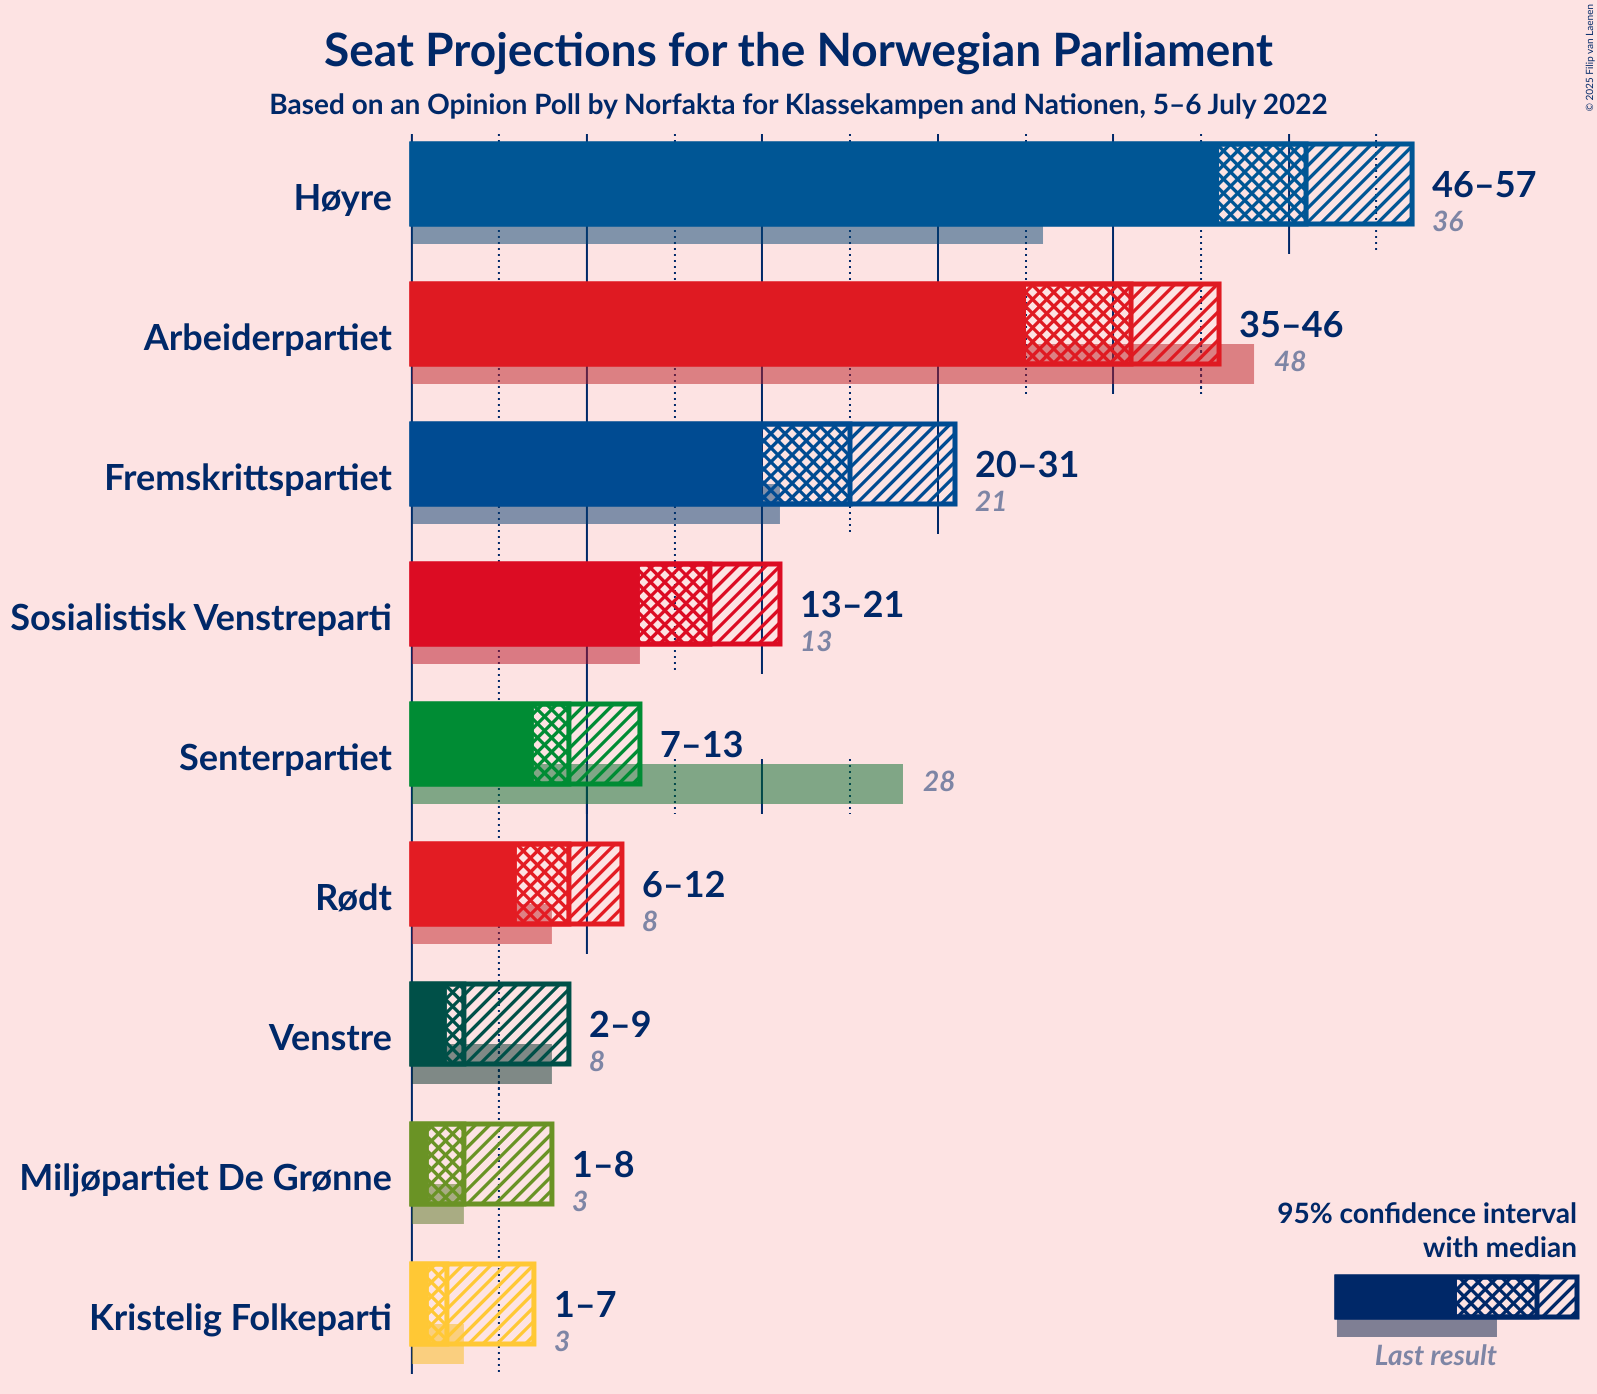 Seat Projections for the Norwegian Parliament
Based on an Opinion Poll by Norfakta for Klassekampen and Nationen, 5–6 July 2022
© 2025 Filip van Laenen
Høyre
46–57
36
Arbeiderpartiet
35–46
48
Fremskrittspartiet
20–31
21
Sosialistisk Venstreparti
13–21
13
Senterpartiet
7–13
28
Rødt
6–12
8
Venstre
2–9
8
Miljøpartiet De Grønne
1–8
3
Kristelig Folkeparti
1–7
3
95% confidence interval
with median
Last result